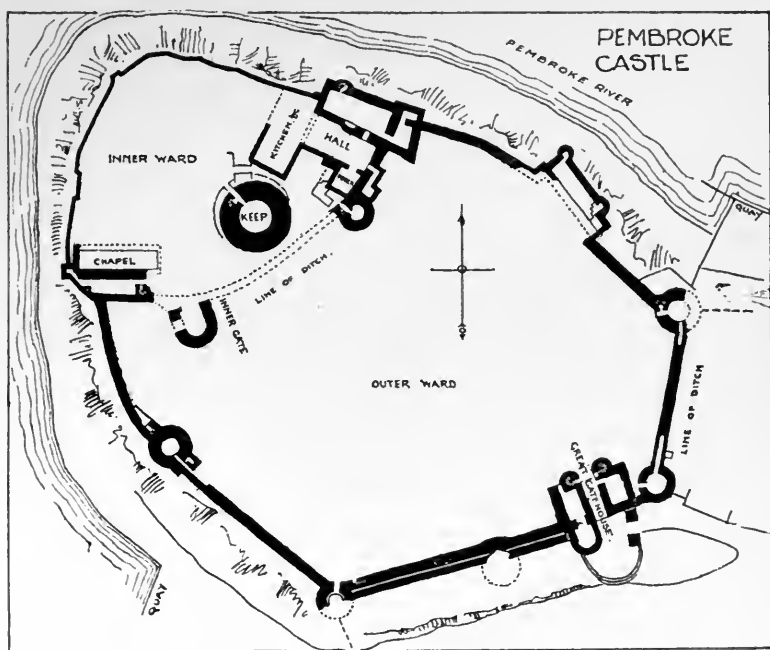 PEMBROKE
CASTLE
PEMBROKE RIVER
KITCHEN &c
HALL
INNER WARD
KEEP
QUAY
CHAPEL
LINE OF DITCH.
INNER GATE
OUTER WARD
LINE OF DITCH
GREAT GATEHOUSE.
QUAY